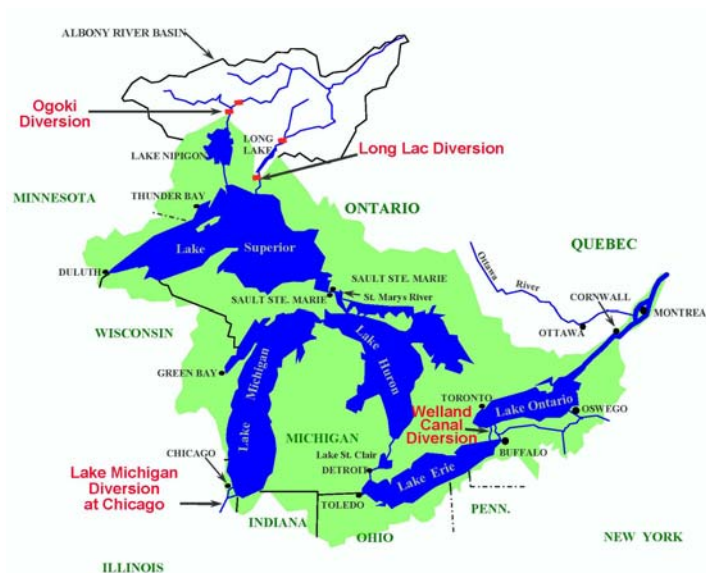 ALBONY RIVER BASIN
Ogoki
Diversion
LONG
LAKE
LAKE NIPIGON
Long Lac Diversion
MINNESOTA
THUNDER BAY
ONTARIO
Lake Superior
QUEBEC
Ottawa
River
DULUTH
SAULT STE. MARIE
SAULT STE. MARIE
St. Marys River
CORNWALL
MONTREA
OTTAWA
WISCONSIN
Lake Michigan
Lake Huron
GREEN BAY
TORONTO
Lake Ontario
OSWEGO
Welland
Canal
Diversion
MICHIGAN
BUFFALO
CHICAGO
Lake St. Clair
DETROIT
Lake Erie
Lake Michigan
Diversion
at Chicago
TOLEDO
INDIANA
OHIO
PENN.
NEW YORK
ILLINOIS